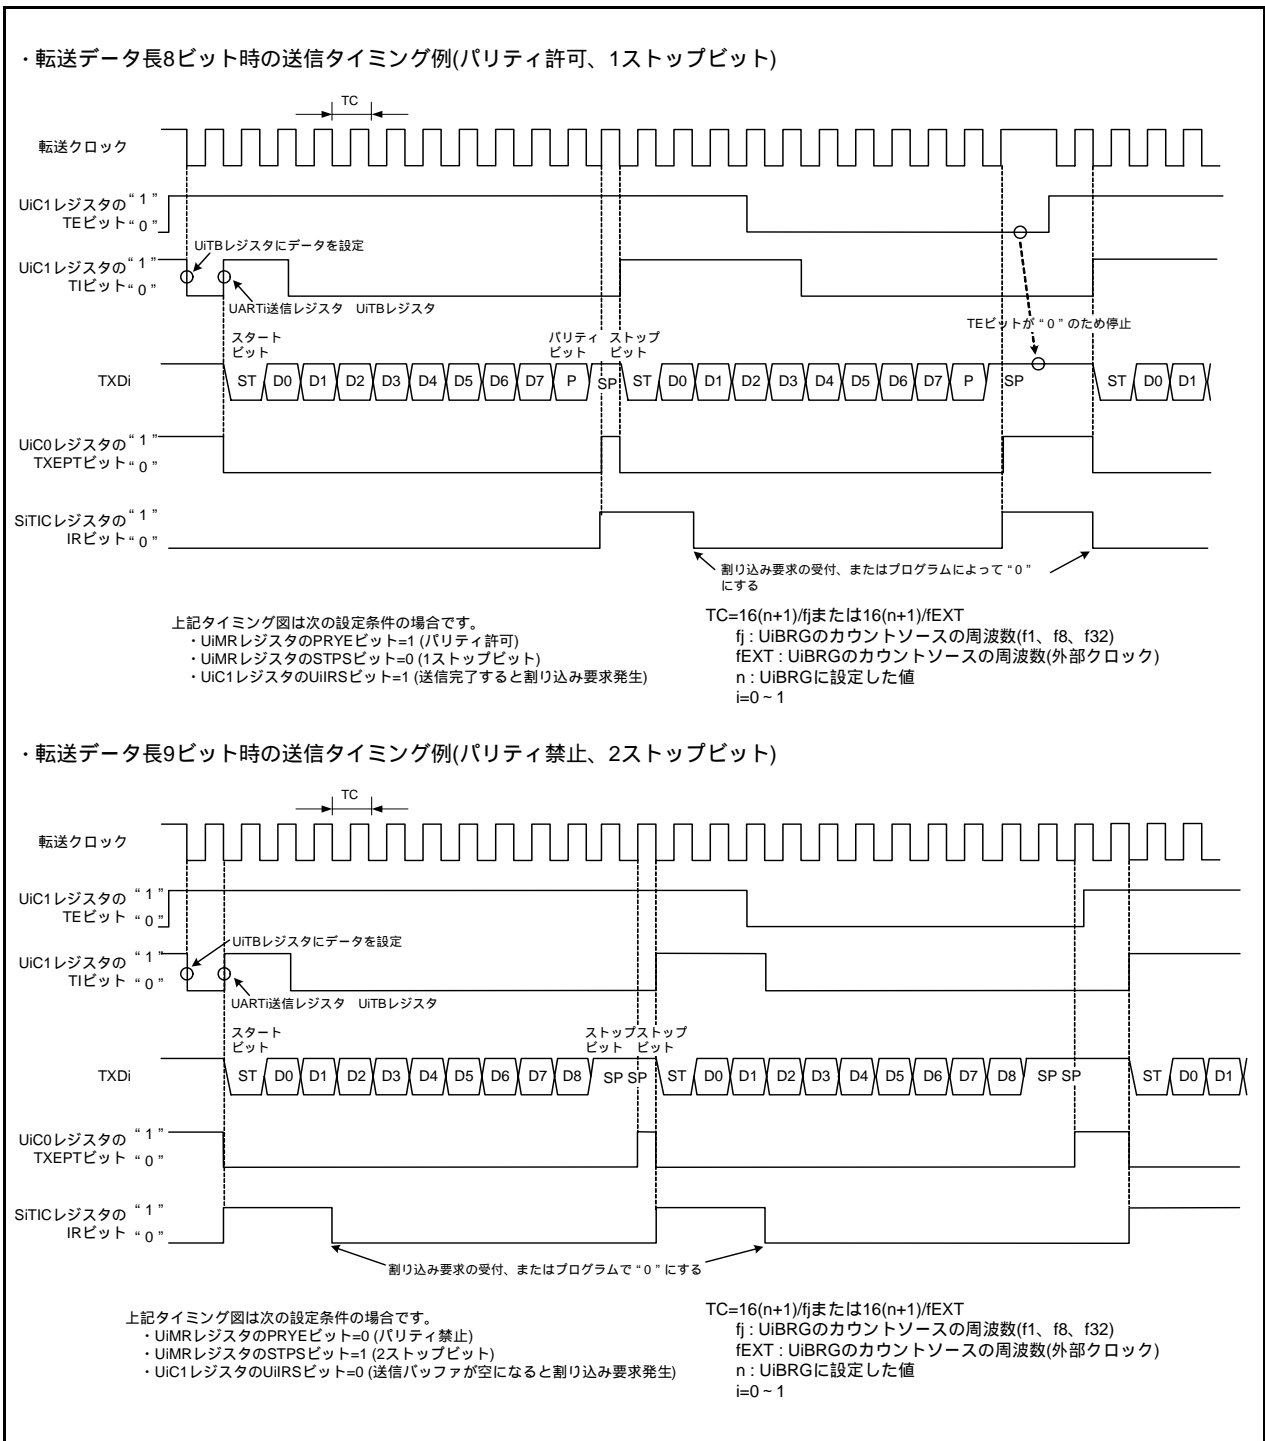 ・転送データ長8ビット時の送信タイミング例(パリティ許可、1ストップビット)
TC
転送クロック
UiC1レジスタの“ 1 ”
TEビット“ 0 ”
UiTBレジスタにデータを設定
UiC1レジスタの“ 1 ”
TIビット“ 0 ”
UARTi送信レジスタ　UiTBレジスタ
TEビットが“ 0 ”のため停止
スタート
ビット
パリティ
ビット
ストップ
ビット
TXDi
ST D0 D1 D2 D3 D4 D5 D6 D7 P SP ST D0 D1 D2 D3 D4 D5 D6 D7 P SP ST D0 D1
UiC0レジスタの“ 1 ”
TXEPTビット“ 0 ”
SiTICレジスタの“ 1 ”
IRビット“ 0 ”
割り込み要求の受付、またはプログラムによって“ 0 ”
にする
上記タイミング図は次の設定条件の場合です。
・UiMRレジスタのPRYEビット=1 (パリティ許可)
・UiMRレジスタのSTPSビット=0 (1ストップビット)
・UiC1レジスタのUiIRSビット=1 (送信完了すると割り込み要求発生)
TC=16(n+1)/fjまたは16(n+1)/fEXT
fj : UiBRGのカウントソースの周波数(f1、f8、f32)
fEXT : UiBRGのカウントソースの周波数(外部クロック)
n : UiBRGに設定した値
i=0 ~ 1
・転送データ長9ビット時の送信タイミング例(パリティ禁止、2ストップビット)
TC
転送クロック
UiC1レジスタの “ 1 ”
TEビット “ 0 ”
UiTBレジスタにデータを設定
UiC1レジスタの “ 1 ”
TIビット “ 0 ”
UARTi送信レジスタ　UiTBレジスタ
スタート
ビット
ストップ
ビット
ストップ
ビット
TXDi
ST D0 D1 D2 D3 D4 D5 D6 D7 D8 SP SP ST D0 D1 D2 D3 D4 D5 D6 D7 D8 SP SP ST D0 D1
UiC0レジスタの “ 1 ”
TXEPTビット “ 0 ”
SiTICレジスタの “ 1 ”
IRビット “ 0 ”
割り込み要求の受付、またはプログラムで“ 0 ”にする
上記タイミング図は次の設定条件の場合です。
・UiMRレジスタのPRYEビット=0 (パリティ禁止)
・UiMRレジスタのSTPSビット=1 (2ストップビット)
・UiC1レジスタのUiIRSビット=0 (送信バッファが空になると割り込み要求発生)
TC=16(n+1)/fjまたは16(n+1)/fEXT
fj : UiBRGのカウントソースの周波数(f1、f8、f32)
fEXT : UiBRGのカウントソースの周波数(外部クロック)
n : UiBRGに設定した値
i=0 ~ 1